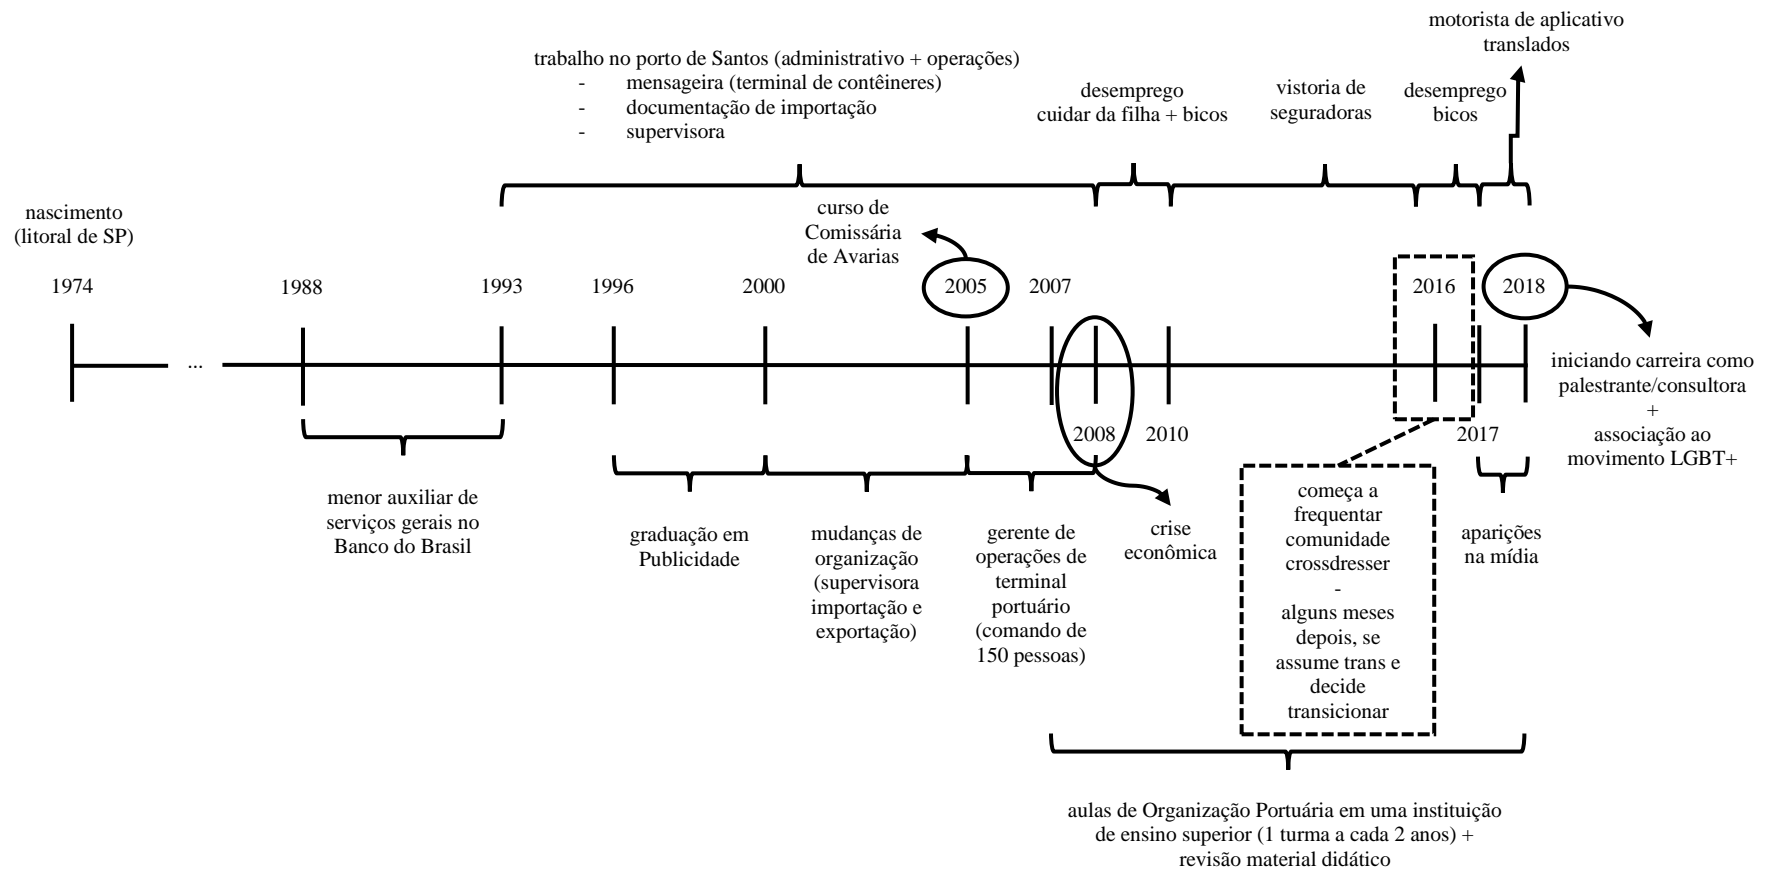 motorista de aplicativo
translados
trabalho no porto de Santos (administrativo + operações)
- mensageira (terminal de contêineres)
- documentação de importação
- supervisora
desemprego
cuidar da filha + bicos
vistoria de
seguradoras
desemprego
bicos
nascimento
(litoral de SP)
curso de
Comissária
de Avarias
1974
1988
1993
1996
2000
2005
2007
2016
2018
...
iniciando carreira como
palestrante/consultora
+
associação ao
movimento LGBT+
2008
2010
2017
menor auxiliar de
serviços gerais no
Banco do Brasil
graduação em
Publicidade
mudanças de
organização
(supervisora
importação e
exportação)
gerente de
operações de
terminal
portuário
(comando de
150 pessoas)
crise
econômica
começa a
frequentar
comunidade
crossdresser
-
alguns meses
depois, se
assume trans e
decide
transicionar
aparições
na mídia
aulas de Organização Portuária em uma instituição
de ensino superior (1 turma a cada 2 anos) +
revisão material didático